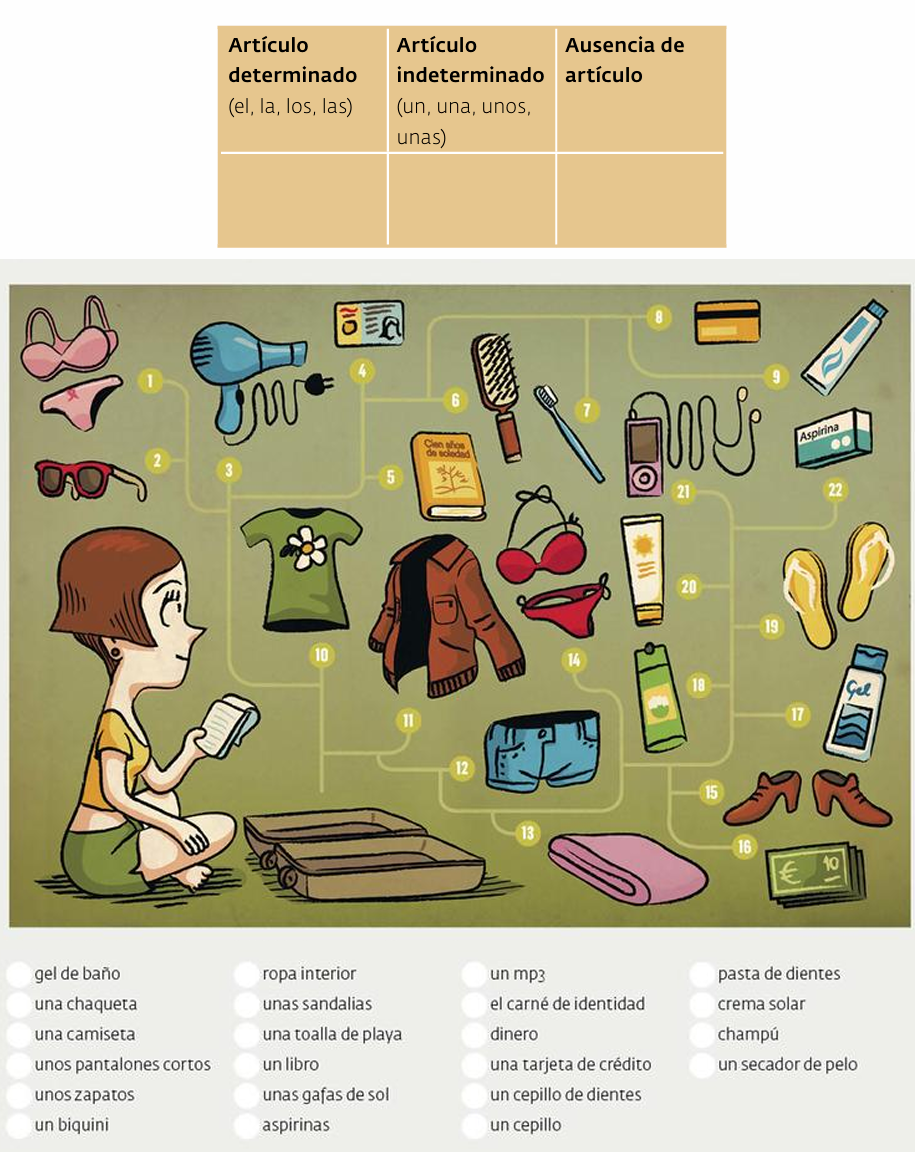 Artículo
determinado
(el, la, los, las)
Artículo
indeterminado
(un, una, unos,
unas)
Ausencia de
artículo
8
9
1
4
6
7
Cien años
de soledad
Aspirina
2
3
5
21
22
20
19
10
14
18
Gel
11
17
12
15
13
16
€ 10
gel de baño
una chaqueta
una camiseta
unos pantalones cortos
unos zapatos
un biquini
ropa interior
unas sandalias
una toalla de playa
un libro
unas gafas de sol
aspirinas
un mp3
el carné de identidad
dinero
una tarjeta de crédito
un cepillo de dientes
un cepillo
pasta de dientes
crema solar
champú
un secador de pelo